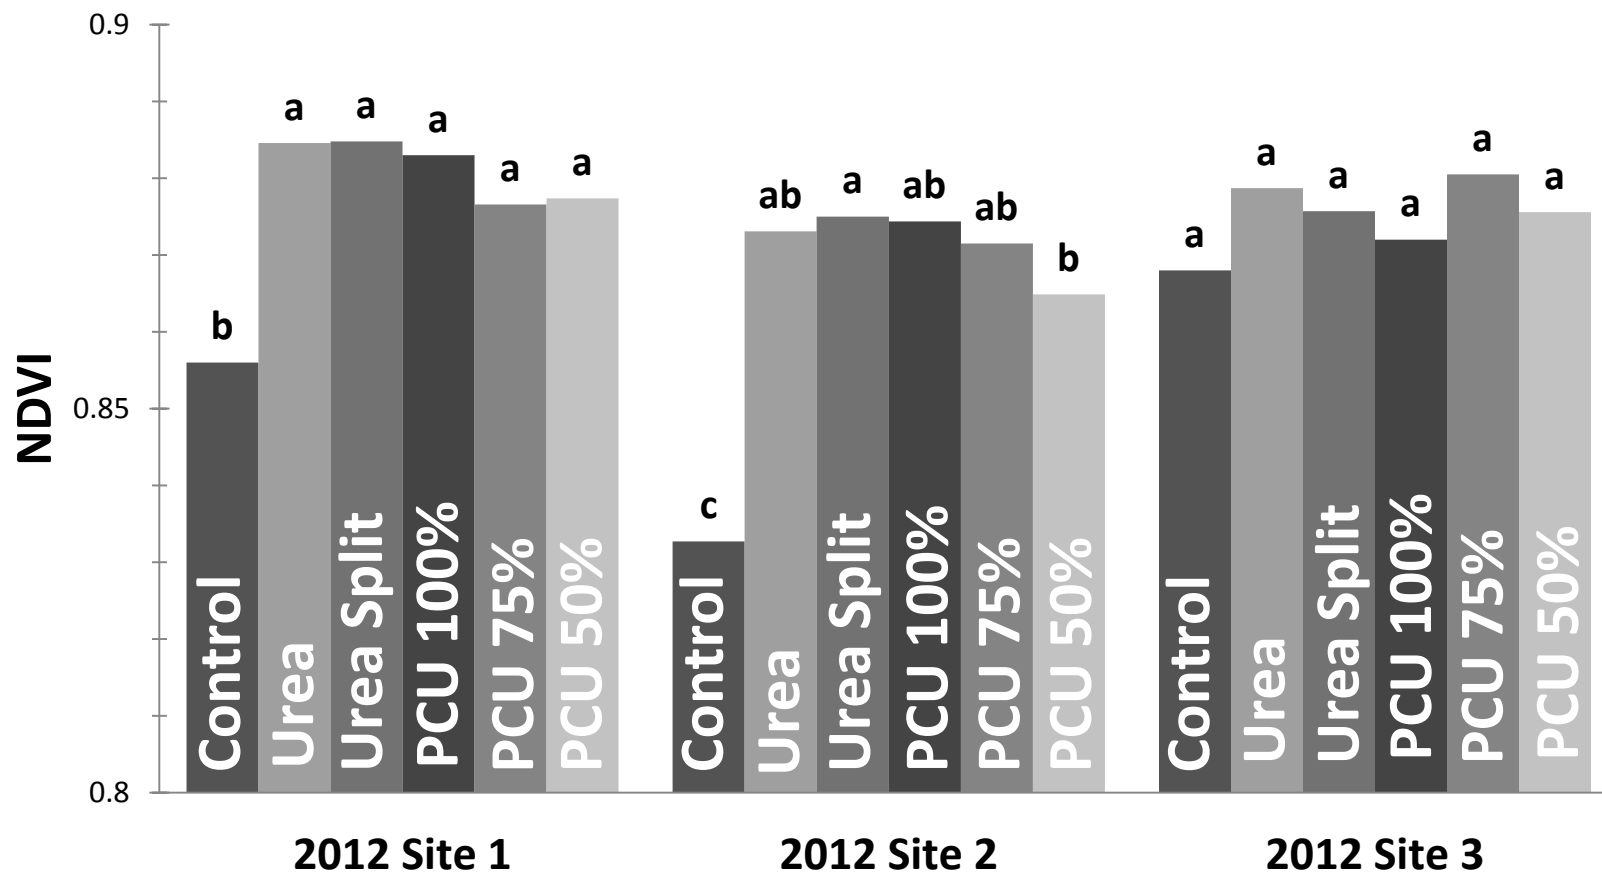 0.9
0.85
0.8
NDVI
b
a
a
a
a
a
c
ab
a
ab
ab
b
a
a
a
a
a
a
Control
Urea
Urea Split
PCU 100%
PCU 75%
PCU 50%
Control
Urea
Urea Split
PCU 100%
PCU 75%
PCU 50%
Control
Urea
Urea Split
PCU 100%
PCU 75%
PCU 50%
2012 Site 1
2012 Site 2
2012 Site 3